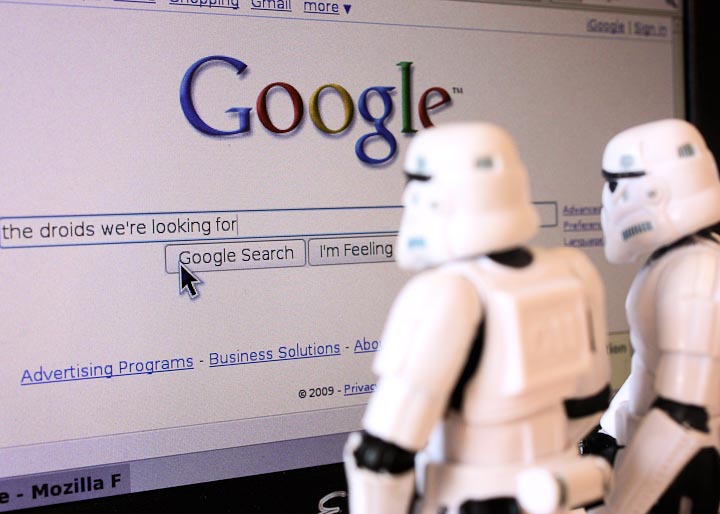 Shopping Gmail more ▼
iGoogle | Sign in
Google™
the droids we're looking for
Advanced
Google Search I'm Feeling
Advertising Programs - Business Solutions - Abo
© 2009 - Privac
e - Mozilla F